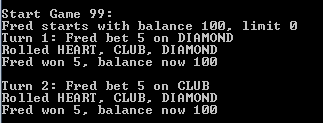 Start Game 99:
Fred starts with balance 100, limit 0
Turn 1: Fred bet 5 on DIAMOND
Rolled HEART, CLUB, DIAMOND
Fred won 5, balance now 100
Turn 2: Fred bet 5 on CLUB
Rolled HEART, CLUB, DIAMOND
Fred won 5, balance now 100